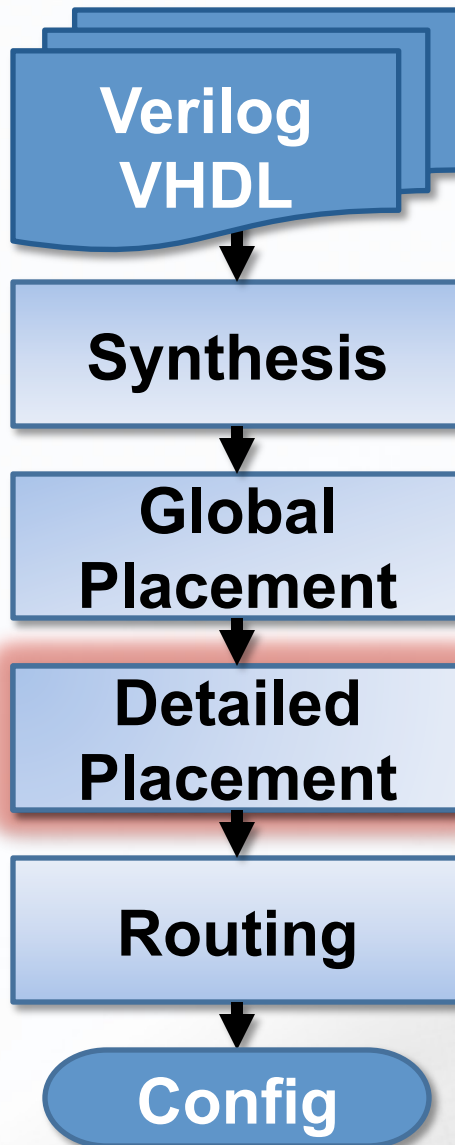 Verilog
VHDL
Synthesis
Global
Placement
Detailed
Placement
Routing
Config